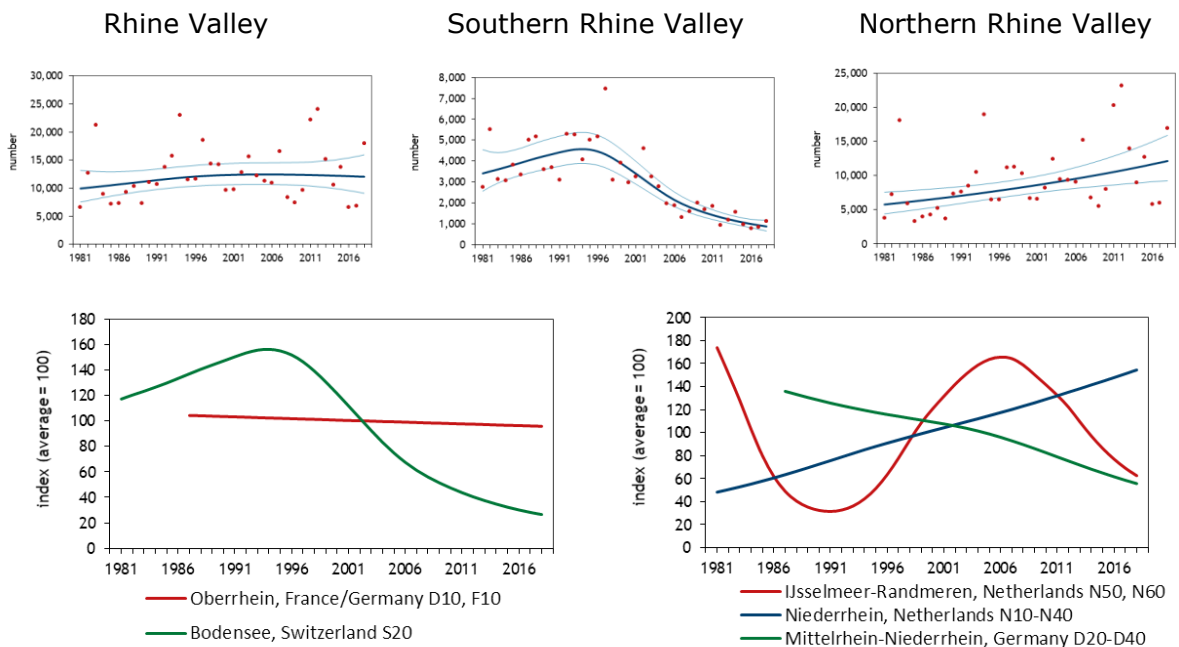 Rhine Valley
Southern Rhine Valley
Northern Rhine Valley
number
30,000
25,000
20,000
15,000
10,000
5,000
0
1981 1986 1991 1996 2001 2006 2011 2016
number
8,000
7,000
6,000
5,000
4,000
3,000
2,000
1,000
0
1981 1986 1991 1996 2001 2006 2011 2016
number
25,000
20,000
15,000
10,000
5,000
0
1981 1986 1991 1996 2001 2006 2011 2016
index (average = 100)
180
160
140
120
100
80
60
40
20
0
1981 1986 1991 1996 2001 2006 2011 2016
Oberrhein, France/Germany D10, F10
Bodensee, Switzerland S20
index (average = 100)
200
180
160
140
120
100
80
60
40
20
0
1981 1986 1991 1996 2001 2006 2011 2016
IJsselmeer-Randmeren, Netherlands N50, N60
Niederrhein, Netherlands N10-N40
Mittelrhein-Niederrhein, Germany D20-D40